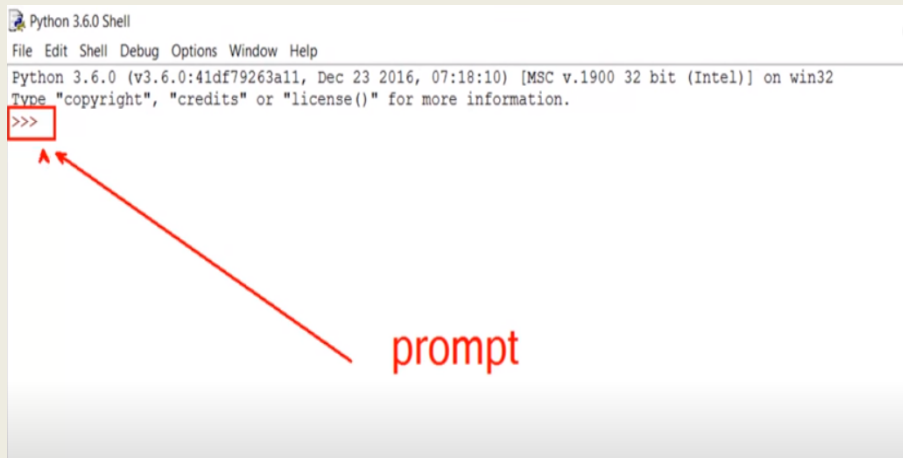 Python 3.6.0 Shell
File Edit Shell Debug Options Window Help
Python 3.6.0 (v3.6.0:41df79263a11, Dec 23 2016, 07:18:10) [MSC v.1900 32 bit (Intel)] on win32
Type "copyright", "credits" or "license()" for more information.
>>>
prompt